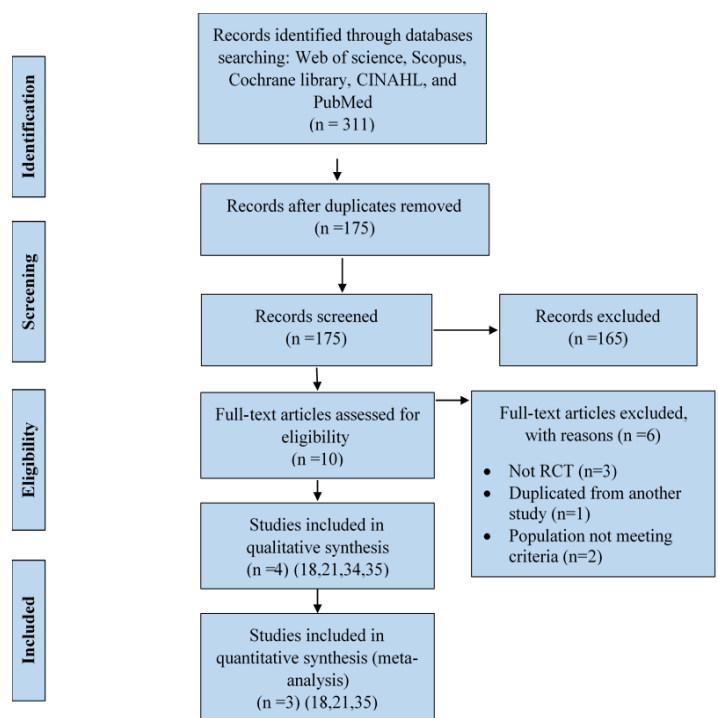 Records identified through databases
searching: Web of science, Scopus,
Cochrane library, CINAHL, and
PubMed
(n = 311)
Identification
Records after duplicates removed
(n =175)
Screening
Records screened
(n =175)
Records excluded
(n =165)
Eligibility
Full-text articles assessed for
eligibility
(n =10)
Full-text articles excluded,
with reasons (n =6)
• Not RCT (n=3)
• Duplicated from another
study (n=1)
• Population not meeting
criteria (n=2)
Studies included in
qualitative synthesis
(n =4) (18,21,34,35)
Included
Studies included in
quantitative synthesis (meta-
analysis)
(n =3) (18,21,35)